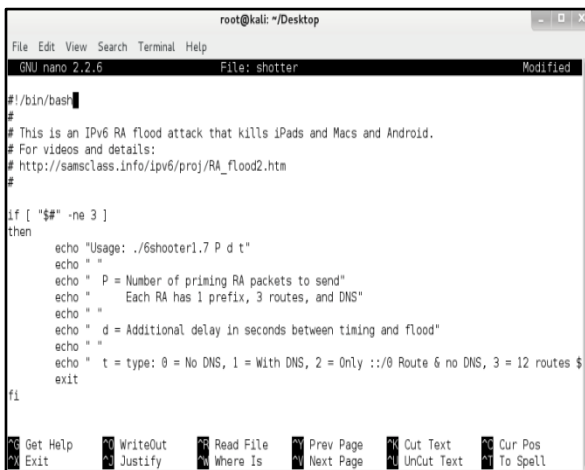 root@kali: ~/Desktop
File Edit View Search Terminal Help
GNU nano 2.2.6 File: shotter Modified
#!/bin/bash
#
# This is an IPv6 RA flood attack that kills iPads and Macs and Android.
# For videos and details:
# http://samsclass.info/ipv6/proj/RA_flood2.htm
#
if [ "$#" -ne 3 ]
then
echo "Usage: ./6shooter1.7 P d t"
echo " "
echo "  P = Number of priming RA packets to send"
echo "      Each RA has 1 prefix, 3 routes, and DNS"
echo " "
echo "  d = Additional delay in seconds between timing and flood"
echo " "
echo "  t = type: 0 = No DNS, 1 = With DNS, 2 = Only ::/0 Route & no DNS, 3 = 12 routes $
exit
fi
^G Get Help ^O WriteOut ^R Read File ^Y Prev Page ^K Cut Text ^C Cur Pos
^X Exit ^J Justify ^W Where Is ^V Next Page ^U UnCut Text ^T To Spell